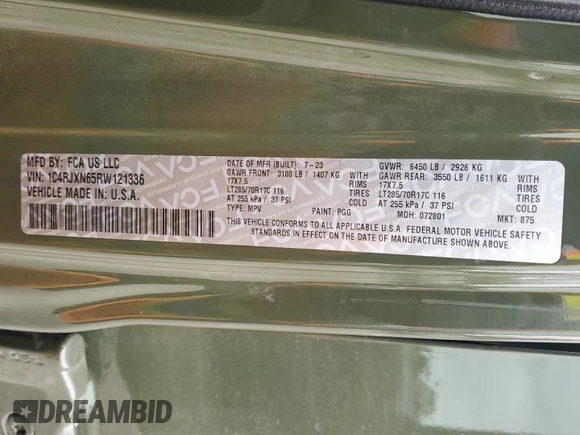 MFD BY: FCA US LLC
VIN: 1C4RJXN65RW121336
VEHICLE MADE IN U.S.A.
DATE OF MFR (BUILT): 7-23
GAWR FRONT: 3100 LB / 1407 KG WITH
17X7.5 RIMS
LT285/70R17C 116
AT 255 kPa / 37 PSI COLD
TYPE: MPV
PAINT: PGG
GVWR: 6450 LB / 2926 KG
GAWR REAR: 3550 LB / 1611 KG WITH
17X7.5 RIMS
LT285/70R17C 116
AT 255 kPa / 37 PSI COLD
MDH: 072801
MKT: 875
THIS VEHICLE CONFORMS TO ALL APPLICABLE U.S.A. FEDERAL MOTOR VEHICLE SAFETY
STANDARDS IN EFFECT ON THE DATE OF MANUFACTURE SHOWN ABOVE.
DREAMBID